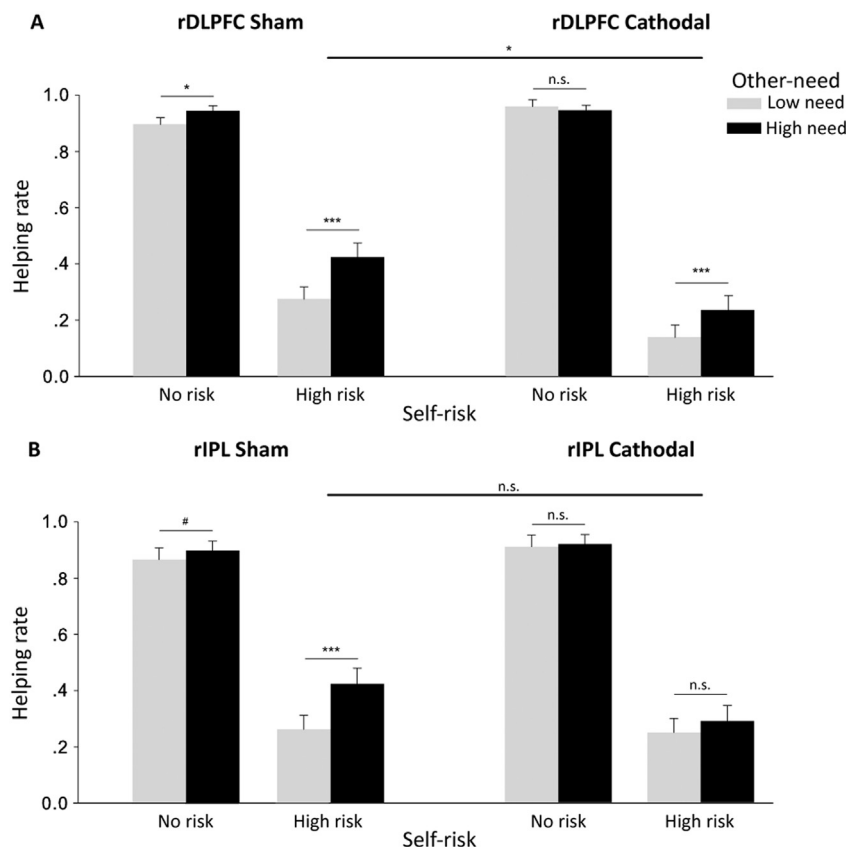 A
rDLPFC Sham
rDLPFC Cathodal
*
Other-need
Low need
High need
* n.s.
*** ***
Helping rate
1.0
.8
.6
.4
.2
0.0
No risk High risk No risk High risk
Self-risk
B
rIPL Sham
rIPL Cathodal
n.s.
# n.s.
*** n.s.
Helping rate
1.0
.8
.6
.4
.2
0.0
No risk High risk No risk High risk
Self-risk